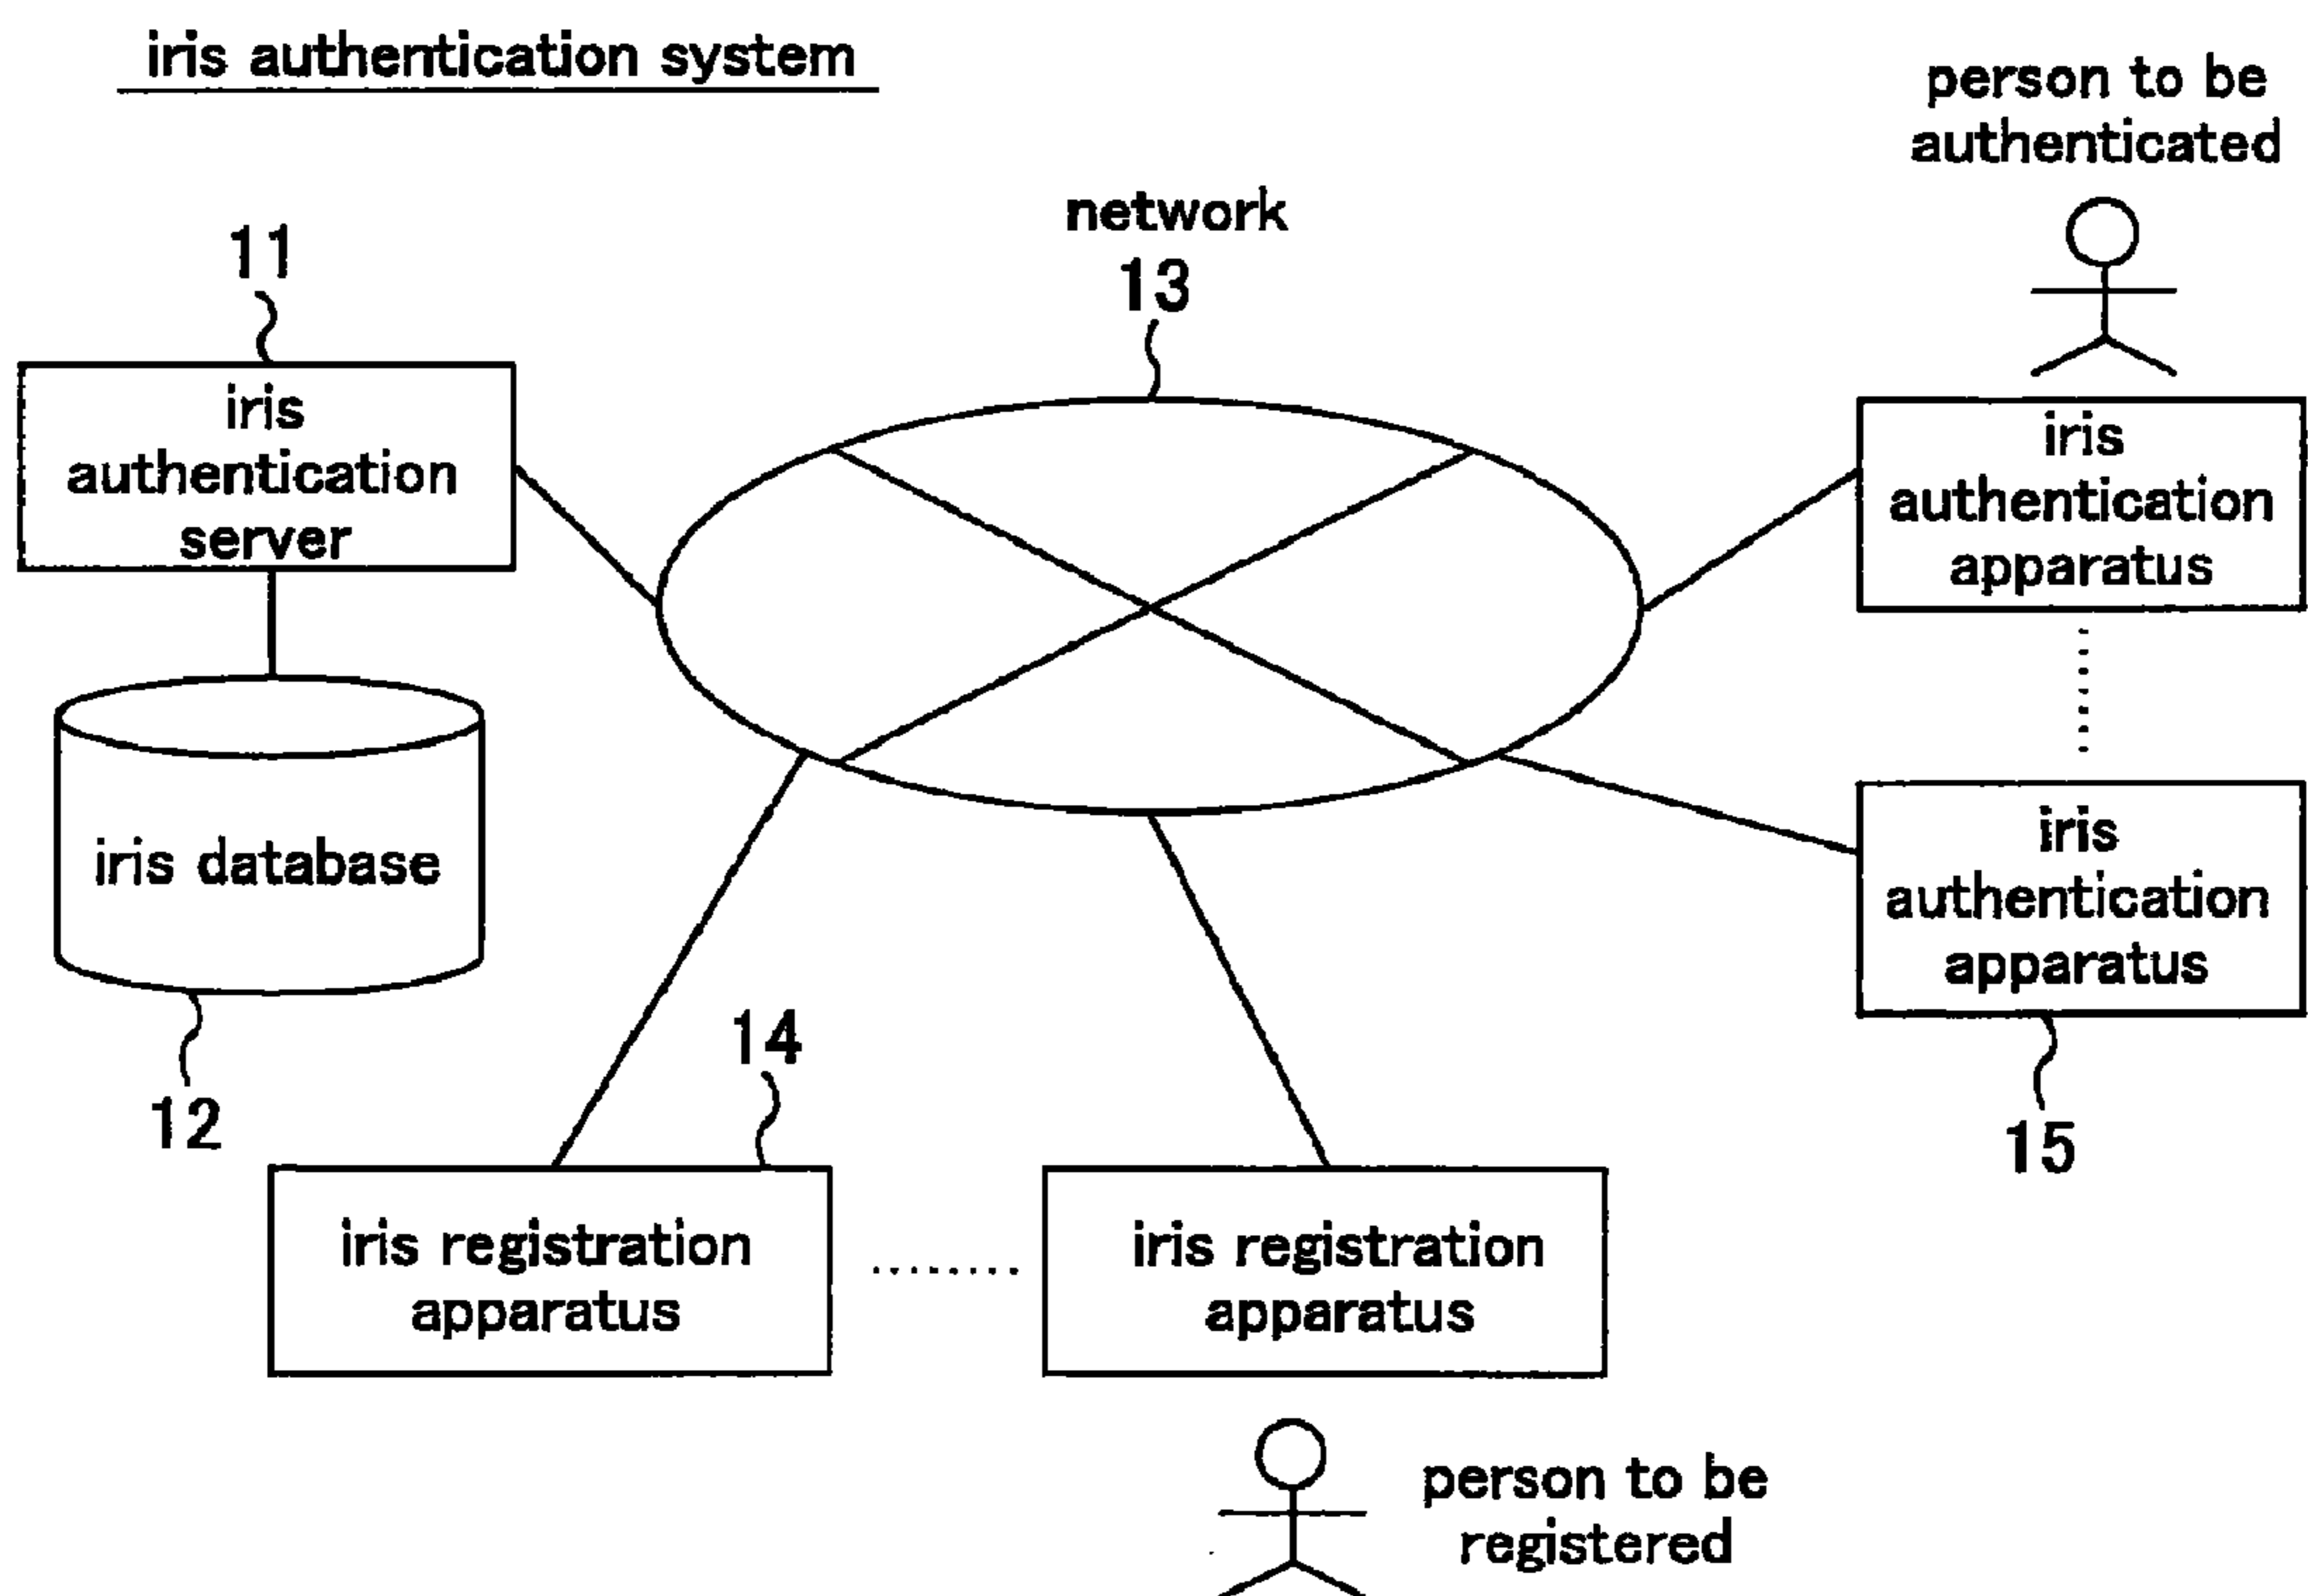 iris authentication system
person to be
authenticated
network
13
11
iris
authentication
server
iris
authentication
apparatus
iris database
12
iris
authentication
apparatus
15
14
iris registration
apparatus
iris registration
apparatus
person to be
registered